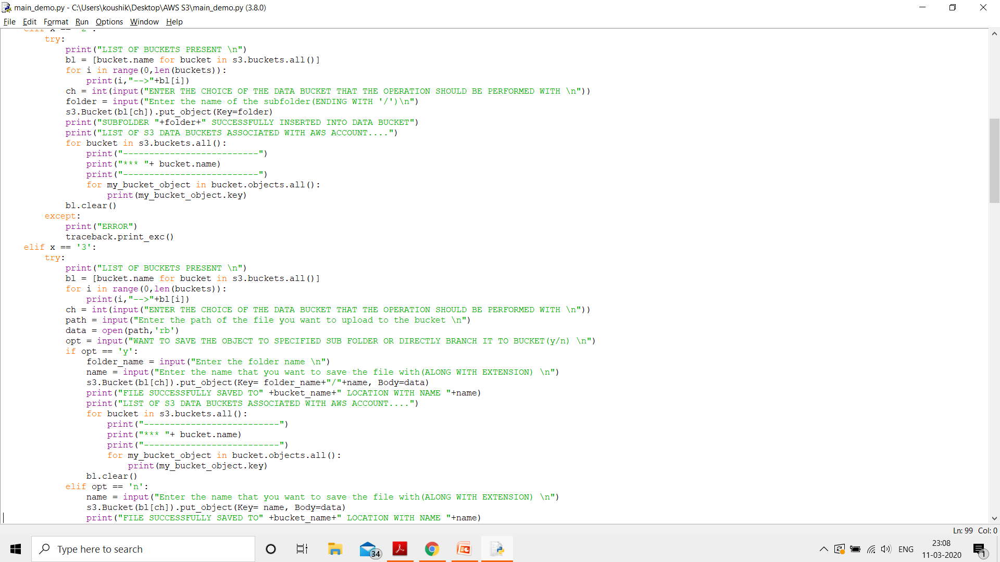 main_demo.py - C:\Users\koushik\Desktop\AWS S3\main_demo.py (3.8.0)
File Edit Format Run Options Window Help
    elif x == '2':
        try:
            print("LIST OF BUCKETS PRESENT \n")
            bl = [bucket.name for bucket in s3.buckets.all()]
            for i in range(0,len(buckets)):
                print(i,"-->"+bl[i])
            ch = int(input("ENTER THE CHOICE OF THE DATA BUCKET THAT THE OPERATION SHOULD BE PERFORMED WITH \n"))
            folder = input("Enter the name of the subfolder(ENDING WITH '/')\n")
            s3.Bucket(bl[ch]).put_object(Key=folder)
            print("SUBFOLDER "+folder+" SUCCESSFULLY INSERTED INTO DATA BUCKET")
            print("LIST OF S3 DATA BUCKETS ASSOCIATED WITH AWS ACCOUNT....")
            for bucket in s3.buckets.all():
                print("--------------------------")
                print("*** "+ bucket.name)
                print("--------------------------")
                for my_bucket_object in bucket.objects.all():
                    print(my_bucket_object.key)
            bl.clear()
        except:
            print("ERROR")
            traceback.print_exc()
    elif x == '3':
        try:
            print("LIST OF BUCKETS PRESENT \n")
            bl = [bucket.name for bucket in s3.buckets.all()]
            for i in range(0,len(buckets)):
                print(i,"-->"+bl[i])
            ch = int(input("ENTER THE CHOICE OF THE DATA BUCKET THAT THE OPERATION SHOULD BE PERFORMED WITH \n"))
            path = input("Enter the path of the file you want to upload to the bucket \n")
            data = open(path,'rb')
            opt = input("WANT TO SAVE THE OBJECT TO SPECIFIED SUB FOLDER OR DIRECTLY BRANCH IT TO BUCKET(y/n) \n")
            if opt == 'y':
                folder_name = input("Enter the folder name \n")
                name = input("Enter the name that you want to save the file with(ALONG WITH EXTENSION) \n")
                s3.Bucket(bl[ch]).put_object(Key= folder_name+"/"+name, Body=data)
                print("FILE SUCCESSFULLY SAVED TO" +bucket_name+" LOCATION WITH NAME "+name)
                print("LIST OF S3 DATA BUCKETS ASSOCIATED WITH AWS ACCOUNT....")
                for bucket in s3.buckets.all():
                    print("--------------------------")
                    print("*** "+ bucket.name)
                    print("--------------------------")
                    for my_bucket_object in bucket.objects.all():
                        print(my_bucket_object.key)
                bl.clear()
            elif opt == 'n':
                name = input("Enter the name that you want to save the file with(ALONG WITH EXTENSION) \n")
                s3.Bucket(bl[ch]).put_object(Key= name, Body=data)
                print("FILE SUCCESSFULLY SAVED TO" +bucket_name+" LOCATION WITH NAME "+name)
Ln: 99 Col: 0
Type here to search
34
ENG
23:08
11-03-2020
1